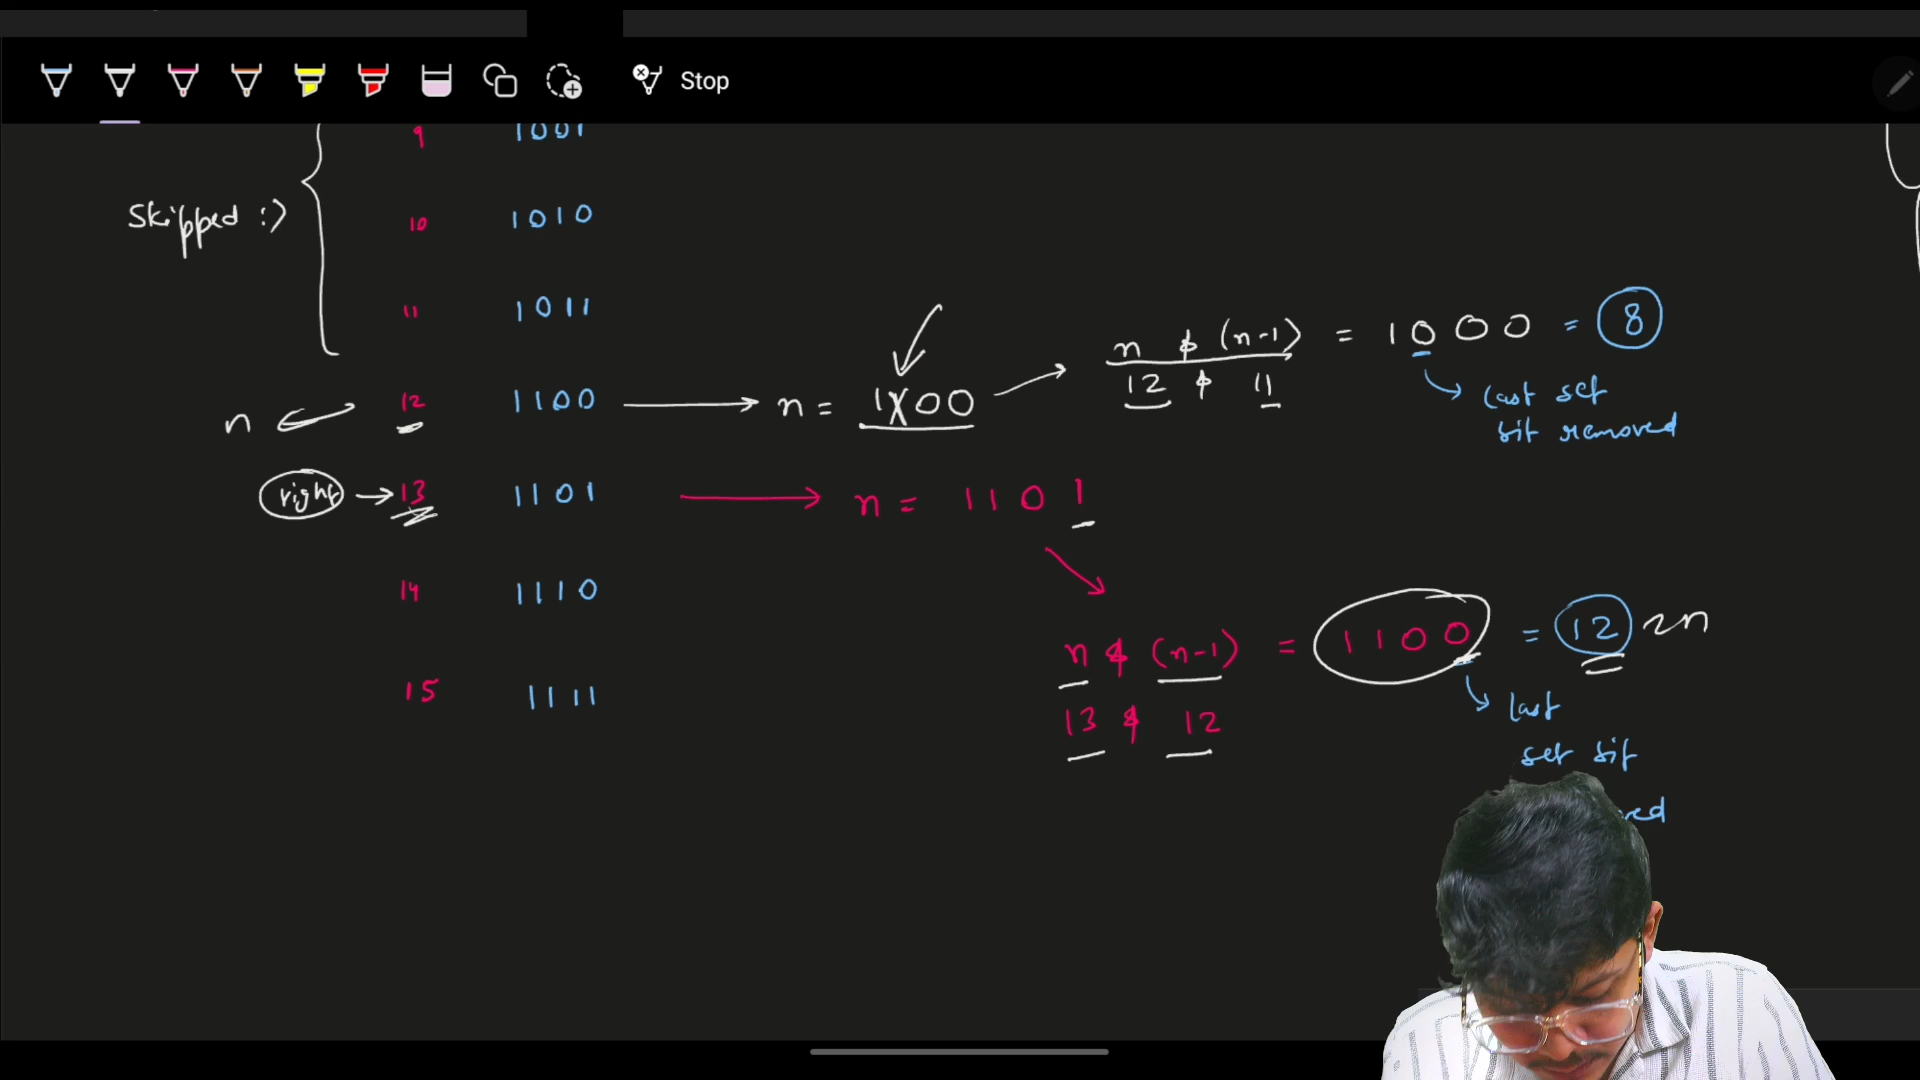 Stop
9 1001
Skipped :)
10 1010
11 1011
n & (n-1) = 1000 = 8
12 & 11
last set
bit removed
n 12 1100 n = 1100
right 13 1101 n = 1101
14 1110
n & (n-1) = 1100 = 12
15 1111
13 & 12
last
set bit
ved